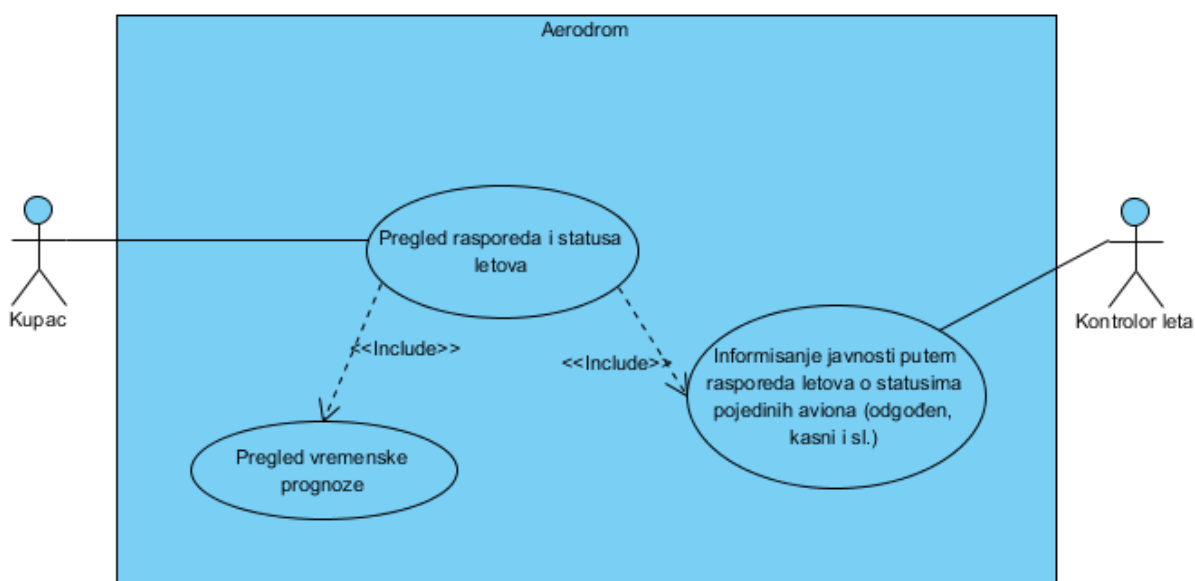 Aerodrom
Pregled rasporeda i statusa
letova
Kupac
Kontrolor leta
<<Include>>
<<Include>>
Informisanje javnosti putem
rasporeda letova o statusima
pojedinih aviona (odgođen,
kasni i sl.)
Pregled vremenske
prognoze